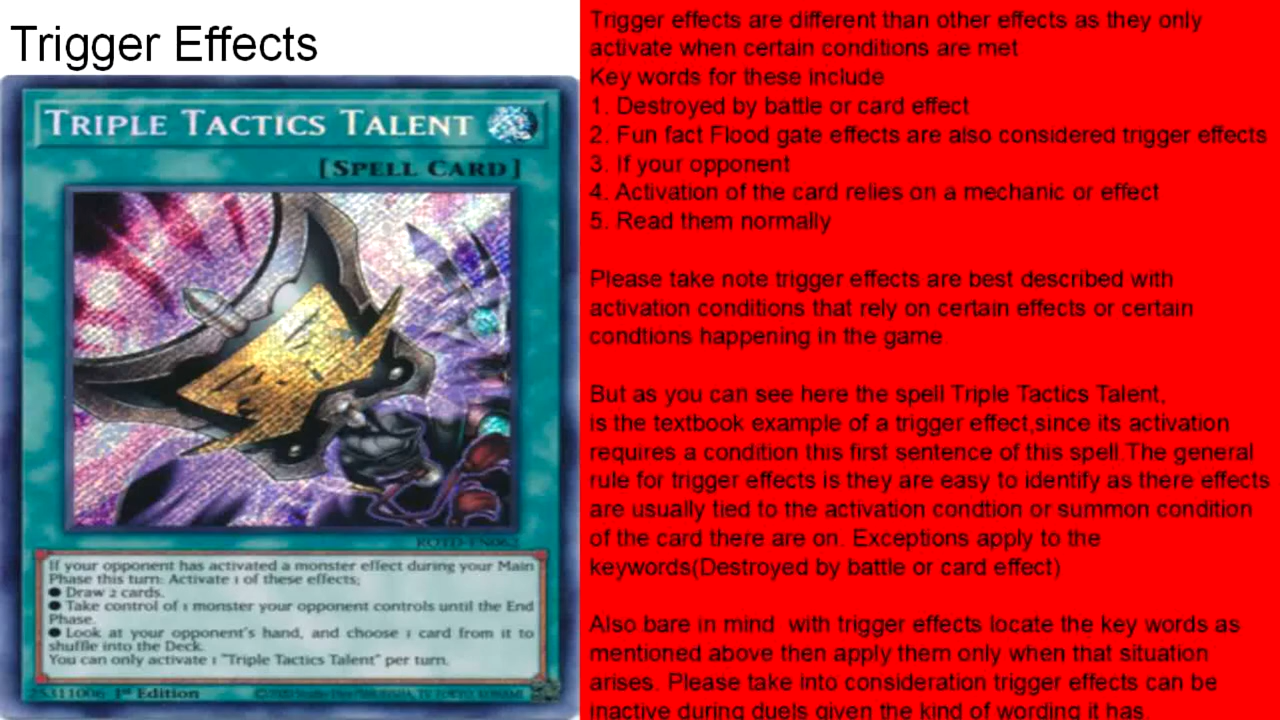 Trigger Effects
TRIPLE TACTICS TALENT
[SPELL CARD]
ROTD-EN062
If your opponent has activated a monster effect during your Main
Phase this turn: Activate 1 of these effects;
● Draw 2 cards.
● Take control of 1 monster your opponent controls until the End
Phase.
● Look at your opponent's hand, and choose 1 card from it to
shuffle into the Deck.
You can only activate 1 "Triple Tactics Talent" per turn.
25311006 1st Edition
Trigger effects are different than other effects as they only
activate when certain conditions are met
Key words for these include
1. Destroyed by battle or card effect
2. Fun fact Flood gate effects are also considered trigger effects
3. If your opponent
4. Activation of the card relies on a mechanic or effect
5. Read them normally
Please take note trigger effects are best described with
activation conditions that rely on certain effects or certain
condtions happening in the game
But as you can see here the spell Triple Tactics Talent,
is the textbook example of a trigger effect,since its activation
requires a condition this first sentence of this spell.The general
rule for trigger effects is they are easy to identify as there effects
are usually tied to the activation condtion or summon condition
of the card there are on. Exceptions apply to the
keywords(Destroyed by battle or card effect)
Also bare in mind with trigger effects locate the key words as
mentioned above then apply them only when that situation
arises. Please take into consideration trigger effects can be
inactive during duels given the kind of wording it has